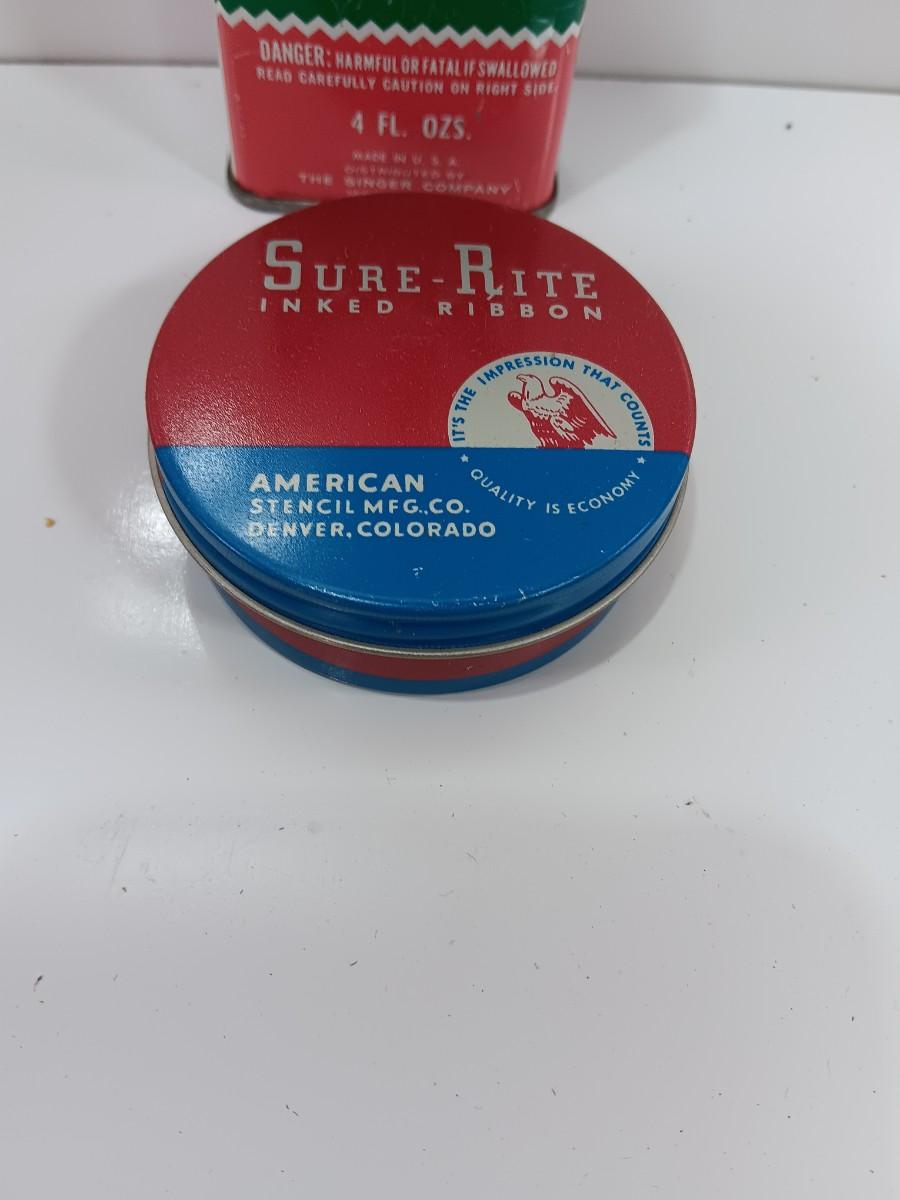 DANGER: HARMFUL OR FATAL IF SWALLOWED
READ CAREFULLY CAUTION ON RIGHT SIDE.
4 FL. OZS.
MADE IN U. S. A.
DISTRIBUTED BY
THE SINGER COMPANY
SURE-RITE
INKED RIBBON
IT'S THE IMPRESSION THAT COUNTS
QUALITY IS ECONOMY
AMERICAN
STENCIL MFG. CO.
DENVER, COLORADO